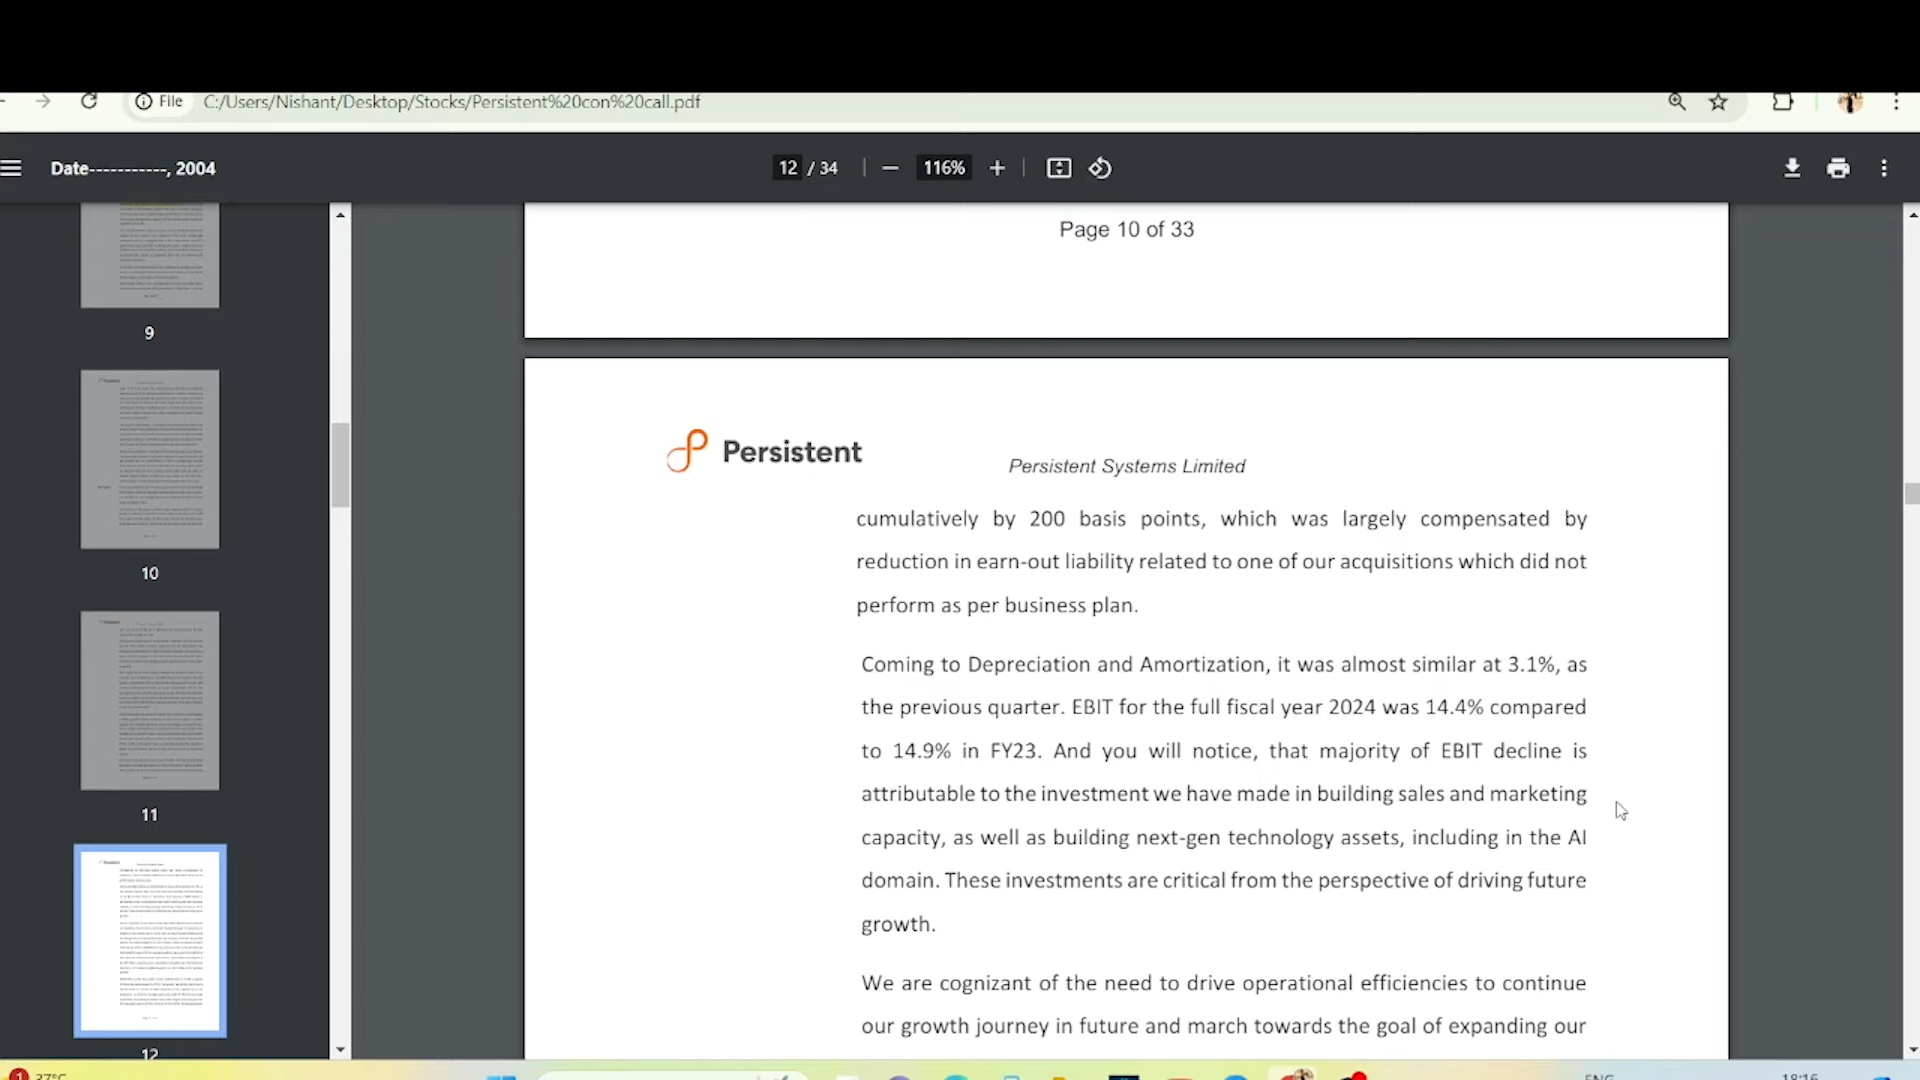 File C:/Users/Nishant/Desktop/Stocks/Persistent%20con%20call.pdf
Date-----------, 2004
12 / 34
116%
9
10
11
12
Page 10 of 33
Persistent
Persistent Systems Limited
cumulatively by 200 basis points, which was largely compensated by
reduction in earn-out liability related to one of our acquisitions which did not
perform as per business plan.
Coming to Depreciation and Amortization, it was almost similar at 3.1%, as
the previous quarter. EBIT for the full fiscal year 2024 was 14.4% compared
to 14.9% in FY23. And you will notice, that majority of EBIT decline is
attributable to the investment we have made in building sales and marketing
capacity, as well as building next-gen technology assets, including in the AI
domain. These investments are critical from the perspective of driving future
growth.
We are cognizant of the need to drive operational efficiencies to continue
our growth journey in future and march towards the goal of expanding our
1
37°C
ENG
18:16